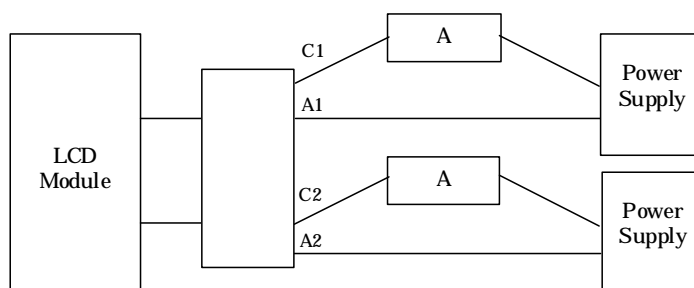 C1
A
Power
Supply
A1
LCD
Module
C2
A
Power
Supply
A2